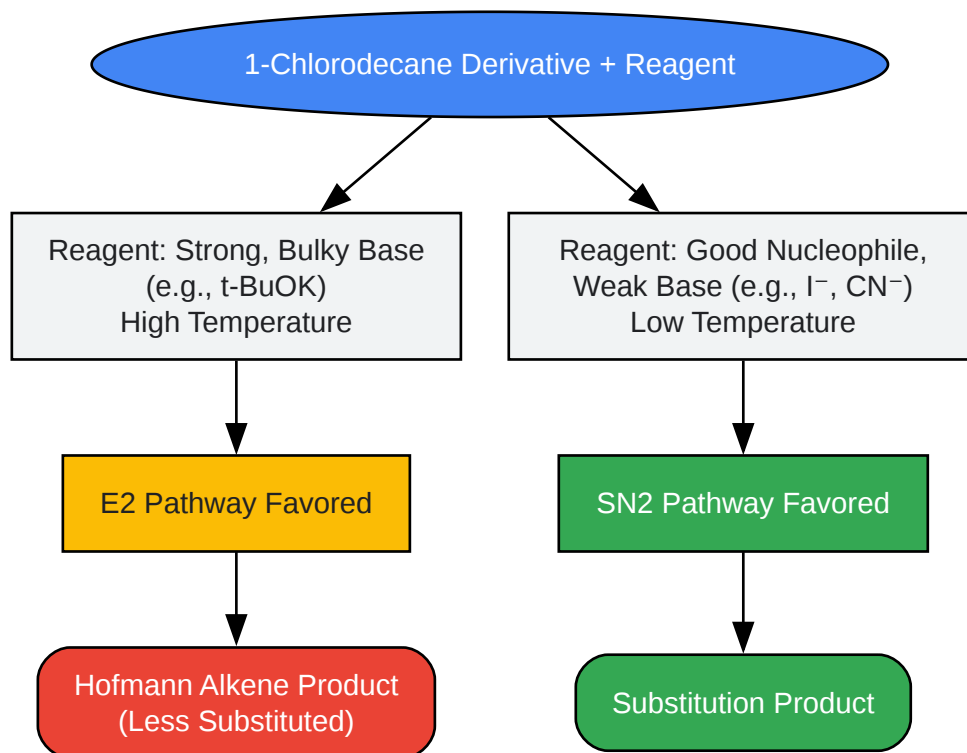 1-Chlorodecane Derivative + Reagent
Reagent: Strong, Bulky Base
(e.g., t-BuOK)
High Temperature
Reagent: Good Nucleophile,
Weak Base (e.g., I⁻, CN⁻)
Low Temperature
E2 Pathway Favored
SN2 Pathway Favored
Hofmann Alkene Product
(Less Substituted)
Substitution Product